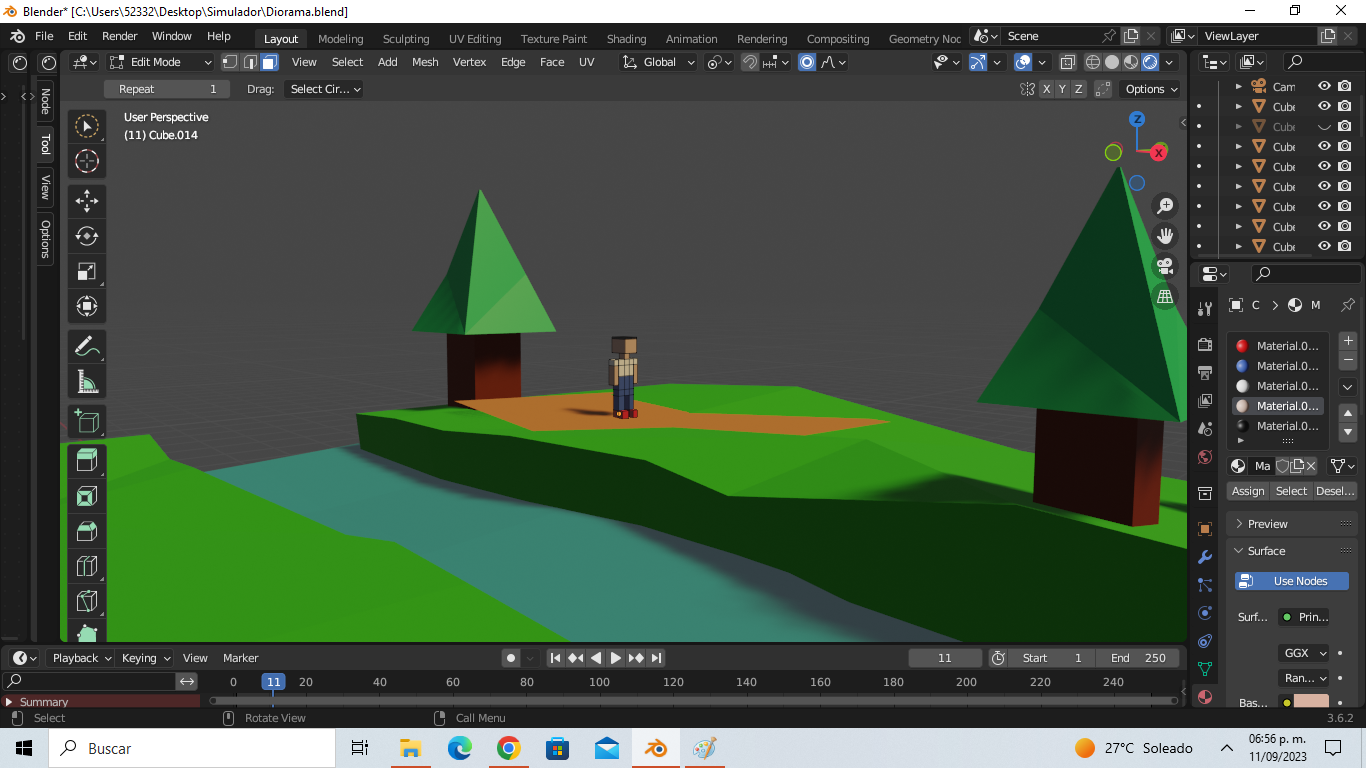 Blender* [C:\Users\52332\Desktop\Simulador\Diorama.blend]
File Edit Render Window Help Layout Modeling Sculpting UV Editing Texture Paint Shading Animation Rendering Compositing Geometry Noc Scene ViewLayer
Edit Mode View Select Add Mesh Vertex Edge Face UV Global
Repeat 1 Drag: Select Cir... X Y Z Options
Node
Tool
View
Options
User Perspective
(11) Cube.014
Z
X
Cam
Cube
Cube
Cube
Cube
Cube
Cube
Cube
Cube
C > M
Material.0...
Material.0...
Material.0...
Material.0...
Material.0...
Ma
Assign Select Desel...
Preview
Surface
Use Nodes
Surf... Prin...
GGX
Ran...
Bas...
Playback Keying View Marker 11 Start 1 End 250
0 11 20 40 60 80 100 120 140 160 180 200 220 240
Summary
Select Rotate View Call Menu 3.6.2
Buscar
27°C Soleado
06:56 p. m.
11/09/2023